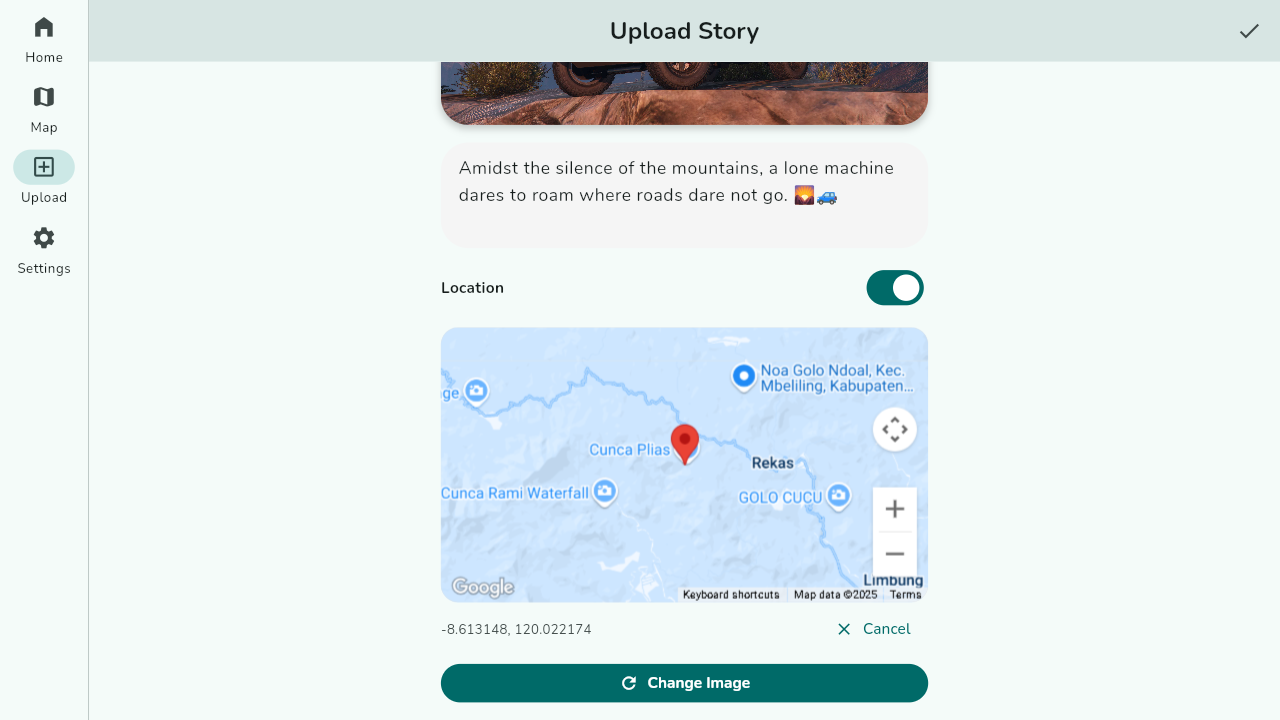 Upload Story
Home
Map
Upload
Settings
Amidst the silence of the mountains, a lone machine
dares to roam where roads dare not go. 🌄🚙
Location
Noa Golo Ndoal, Kec.
Mbeliling, Kabupaten...
ge
Cunca Plias
Rekas
Cunca Rami Waterfall
GOLO CUCU
Limbung
Google
Keyboard shortcuts
Map data ©2025
Terms
-8.613148, 120.022174
Cancel
Change Image